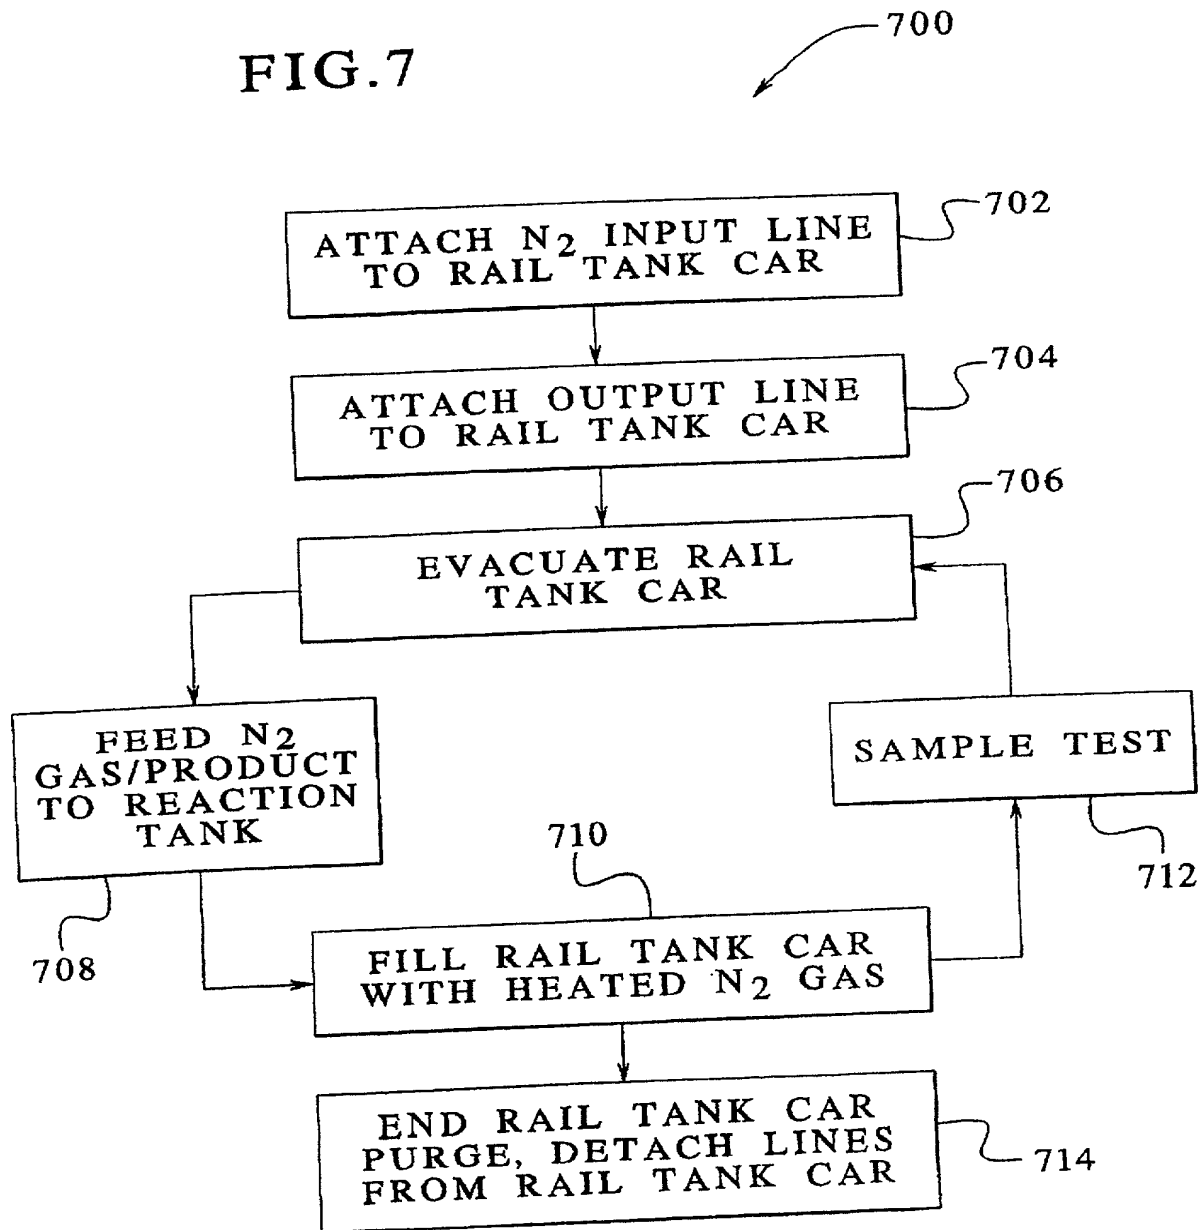 FIG.7
700
702
ATTACH N2 INPUT LINE
TO RAIL TANK CAR
704
ATTACH OUTPUT LINE
TO RAIL TANK CAR
706
EVACUATE RAIL
TANK CAR
FEED N2
GAS/PRODUCT
TO REACTION
TANK
708
SAMPLE TEST
712
710
FILL RAIL TANK CAR
WITH HEATED N2 GAS
END RAIL TANK CAR
PURGE, DETACH LINES
FROM RAIL TANK CAR
714